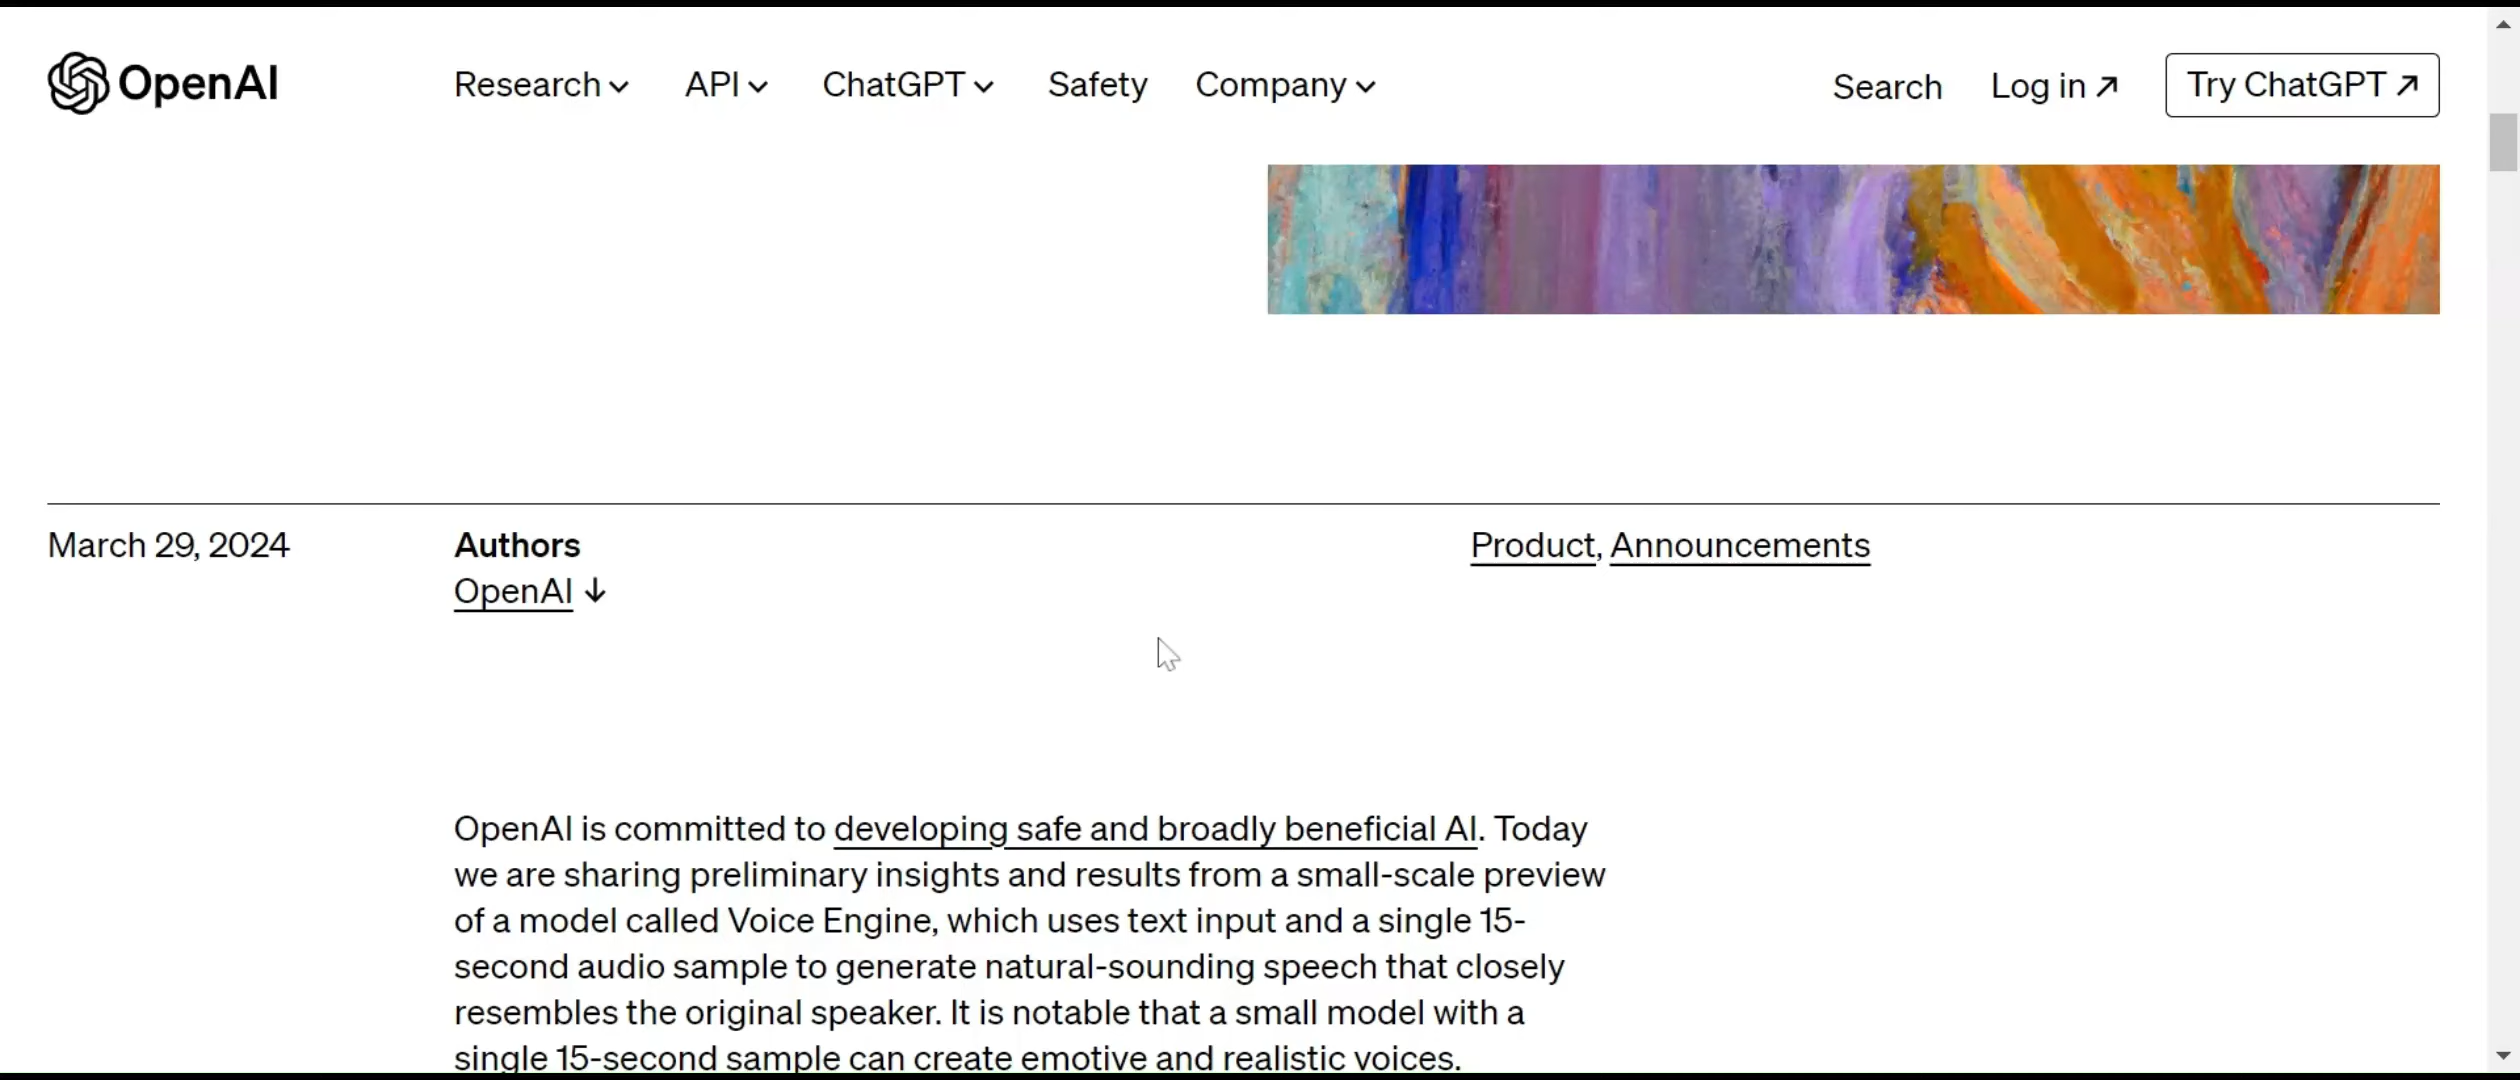 OpenAI
Research API ChatGPT Safety Company Search Log in ↗ Try ChatGPT ↗
March 29, 2024
Authors
OpenAI ↓
Product, Announcements
OpenAI is committed to developing safe and broadly beneficial AI. Today
we are sharing preliminary insights and results from a small-scale preview
of a model called Voice Engine, which uses text input and a single 15-
second audio sample to generate natural-sounding speech that closely
resembles the original speaker. It is notable that a small model with a
single 15-second sample can create emotive and realistic voices.